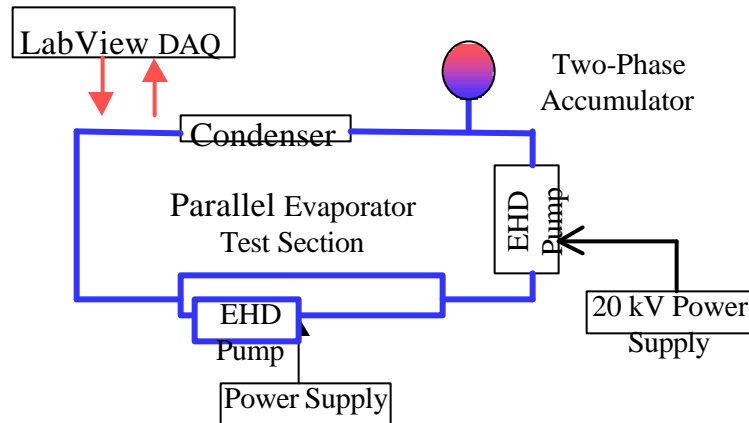 LabView DAQ
Two-Phase
Accumulator
Condenser
EHD
Pump
Parallel Evaporator
Test Section
EHD
Pump
20 kV Power
Supply
Power Supply